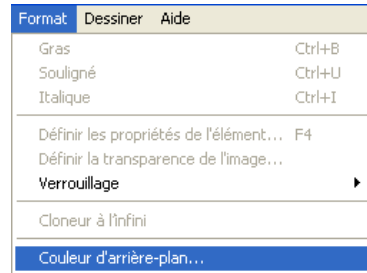 Format Dessiner Aide
Gras Ctrl+B
Souligné Ctrl+U
Italique Ctrl+I
Définir les propriétés de l'élément... F4
Définir la transparence de l'image...
Verrouillage
Cloneur à l'infini
Couleur d'arrière-plan...